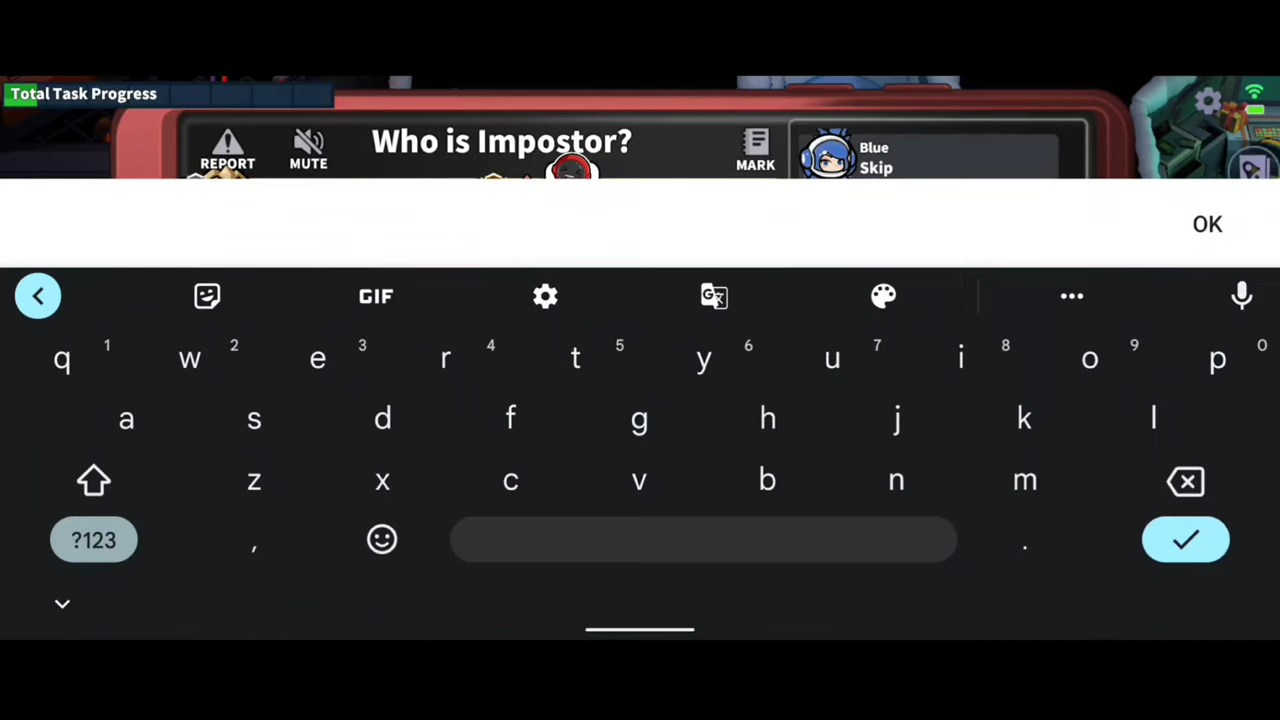 Total Task Progress
REPORT
MUTE
Who is Impostor?
MARK
Blue
Skip
OK
GIF
q 1 w 2 e 3 r 4 t 5 y 6 u 7 i 8 o 9 p 0
a s d f g h j k l
z x c v b n m
?123 , .